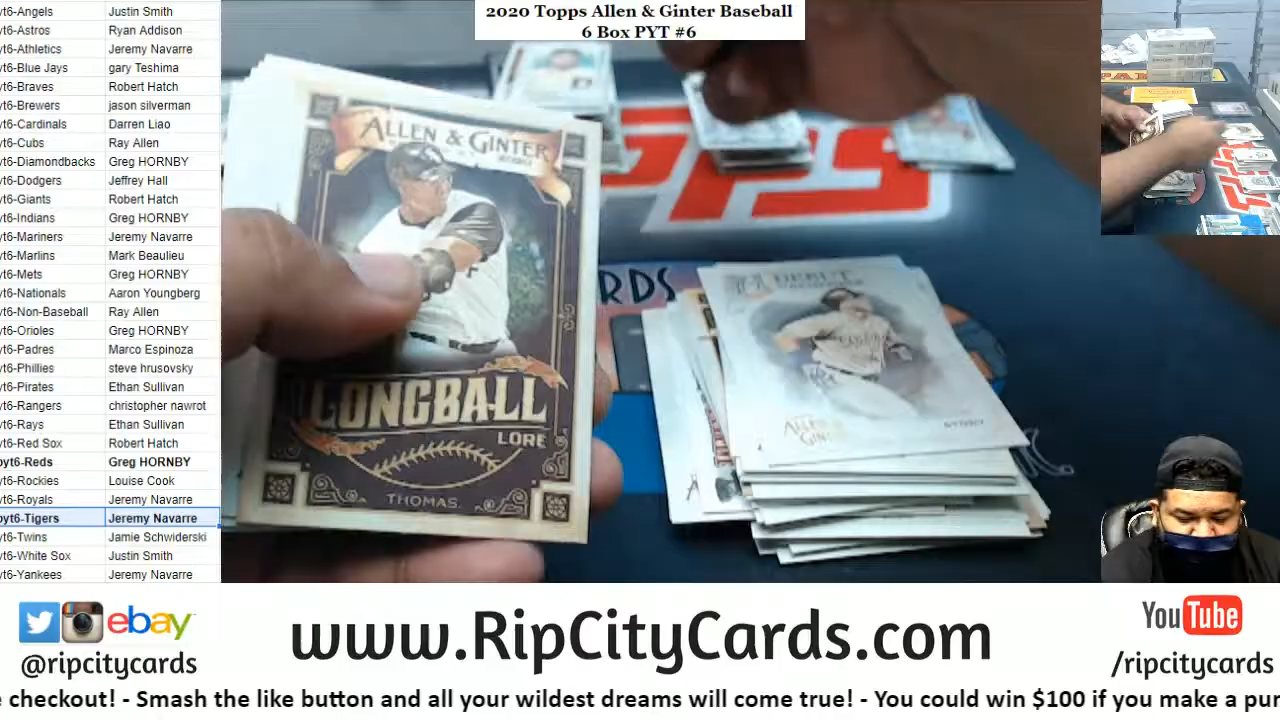 2020 Topps Allen & Ginter Baseball
6 Box PYT #6
yt6-Angels Justin Smith
yt6-Astros Ryan Addison
yt6-Athletics Jeremy Navarre
yt6-Blue Jays gary Teshima
yt6-Braves Robert Hatch
yt6-Brewers jason silverman
yt6-Cardinals Darren Liao
yt6-Cubs Ray Allen
yt6-Diamondbacks Greg HORNBY
yt6-Dodgers Jeffrey Hall
yt6-Giants Robert Hatch
yt6-Indians Greg HORNBY
yt6-Mariners Jeremy Navarre
yt6-Marlins Mark Beaulieu
yt6-Mets Greg HORNBY
yt6-Nationals Aaron Youngberg
yt6-Non-Baseball Ray Allen
yt6-Orioles Greg HORNBY
yt6-Padres Marco Espinoza
yt6-Phillies steve hrusovsky
yt6-Pirates Ethan Sullivan
yt6-Rangers christopher nawrot
yt6-Rays Ethan Sullivan
yt6-Red Sox Robert Hatch
pyt6-Reds Greg HORNBY
yt6-Rockies Louise Cook
yt6-Royals Jeremy Navarre
pyt6-Tigers Jeremy Navarre
yt6-Twins Jamie Schwiderski
yt6-White Sox Justin Smith
yt6-Yankees Jeremy Navarre
ALLEN & GINTER
LONGBALL
LORE
THOMAS
PPS
RDS
DEBUT
ALLEN &
GINTER
ebay
@ripcitycards
www.RipCityCards.com
YouTube
/ripcitycards
e checkout! - Smash the like button and all your wildest dreams will come true! - You could win $100 if you make a pur